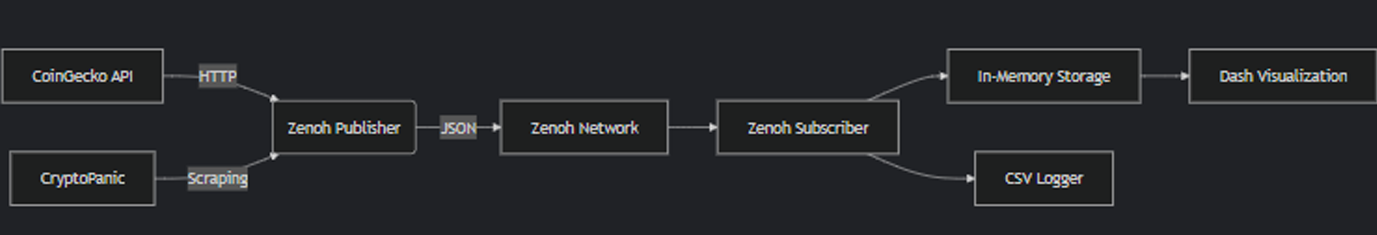 CoinGecko API
HTTP
CryptoPanic
Scraping
Zenoh Publisher
JSON
Zenoh Network
Zenoh Subscriber
In-Memory Storage
Dash Visualization
CSV Logger